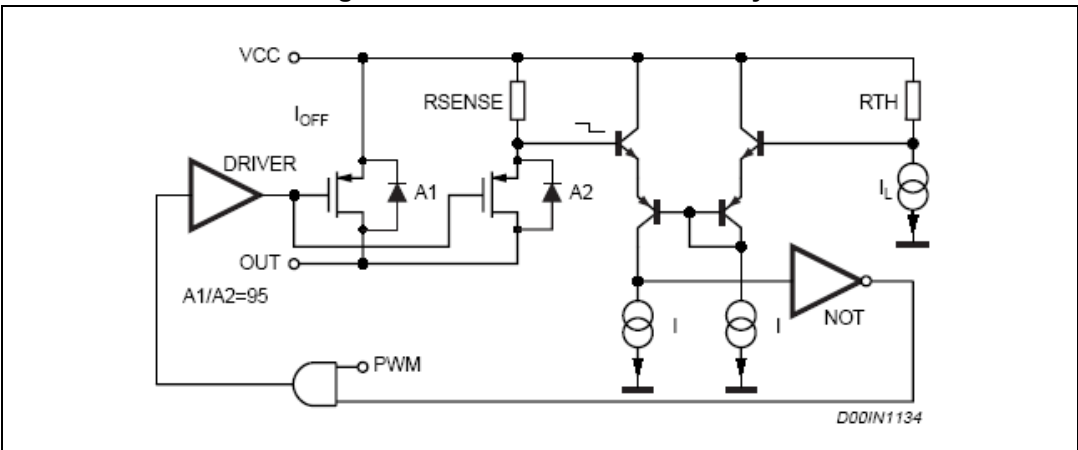 VCC
RSENSE
RTH
IOFF
DRIVER
A1
A2
IL
OUT
A1/A2=95
I
I
NOT
PWM
D00IN1134